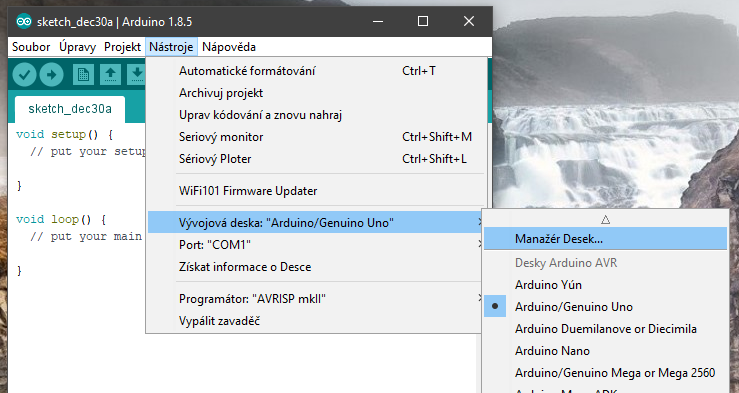 sketch_dec30a | Arduino 1.8.5
Soubor Úpravy Projekt Nástroje Nápověda
sketch_dec30a
void setup() {
// put your setup
}
void loop() {
// put your main
}
Automatické formátování Ctrl+T
Archivuj projekt
Uprav kódování a znovu nahraj
Seriový monitor Ctrl+Shift+M
Sériový Ploter Ctrl+Shift+L
WiFi101 Firmware Updater
Vývojová deska: "Arduino/Genuino Uno"
Port: "COM1"
Získat informace o Desce
Programátor: "AVRISP mkII"
Vypálit zavaděč
Manažér Desek...
Desky Arduino AVR
Arduino Yún
Arduino/Genuino Uno
Arduino Duemilanove or Diecimila
Arduino Nano
Arduino/Genuino Mega or Mega 2560